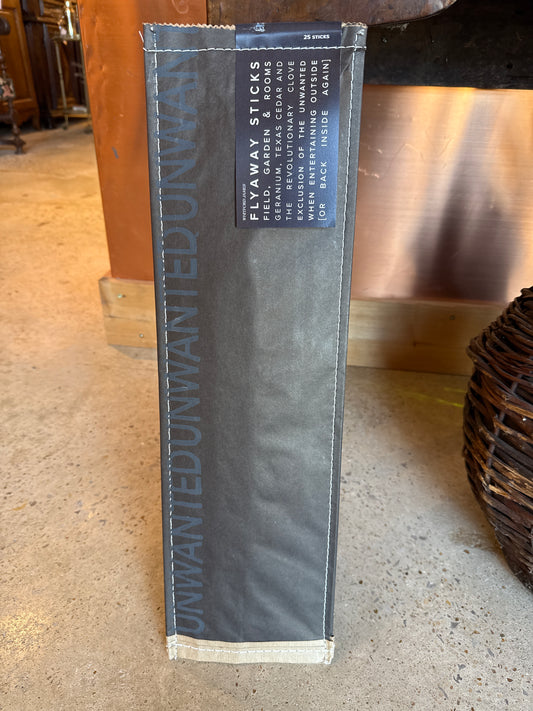 25 STICKS
FLYAWAY STICKS
FIELD, GARDEN & ROOMS
GERANIUM, TEXAS CEDAR AND
THE REVOLUTIONARY CLOVE
EXCLUSION OF THE UNWANTED
WHEN ENTERTAINING OUTSIDE
[OR BACK INSIDE AGAIN]
UNWANTEDUNWANTEDUNWANTEDUNWANT